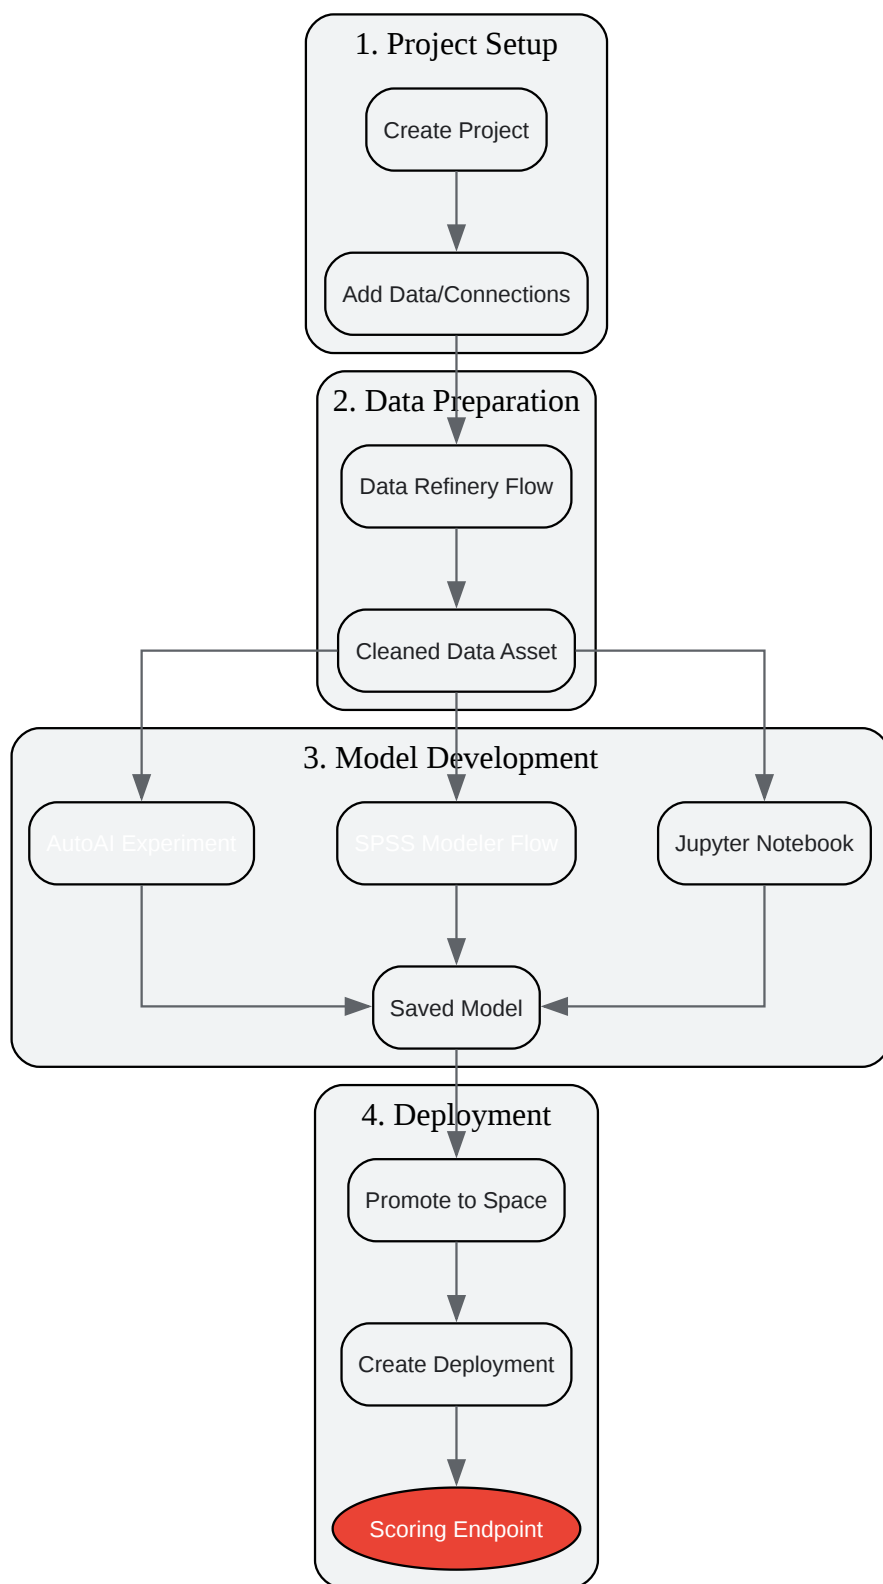 1. Project Setup
Create Project
Add Data/Connections
2. Data Preparation
Data Refinery Flow
Cleaned Data Asset
3. Model Development
AutoAI Experiment
SPSS Modeler Flow
Jupyter Notebook
Saved Model
4. Deployment
Promote to Space
Create Deployment
Scoring Endpoint